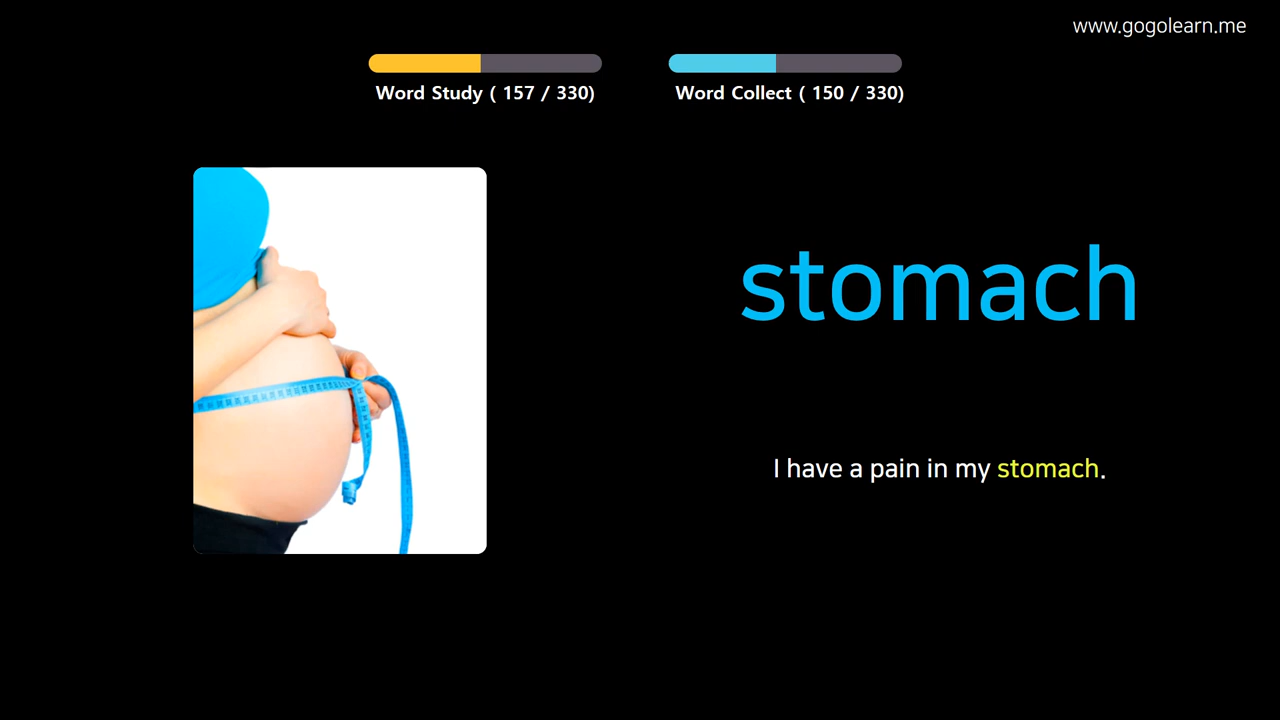 www.gogolearn.me
Word Study ( 157 / 330)
Word Collect ( 150 / 330)
stomach
I have a pain in my stomach.